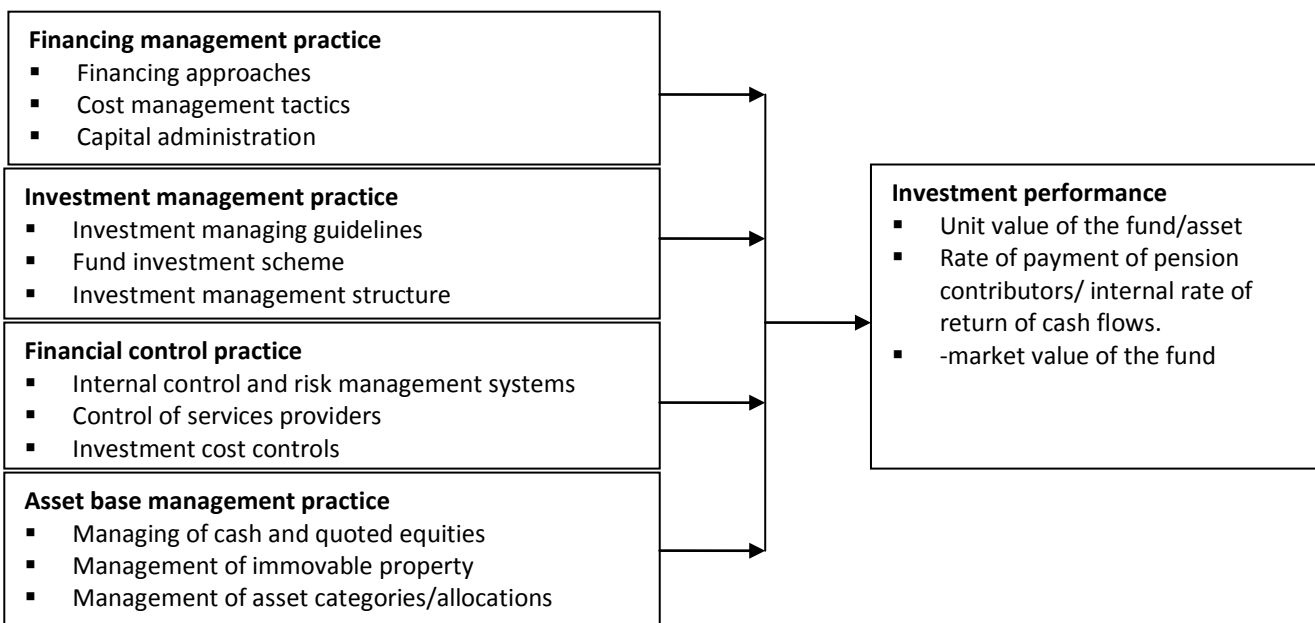 Financing management practice
▪ Financing approaches
▪ Cost management tactics
▪ Capital administration
Investment management practice
▪ Investment managing guidelines
▪ Fund investment scheme
▪ Investment management structure
Financial control practice
▪ Internal control and risk management systems
▪ Control of services providers
▪ Investment cost controls
Asset base management practice
▪ Managing of cash and quoted equities
▪ Management of immovable property
▪ Management of asset categories/allocations
Investment performance
▪ Unit value of the fund/asset
▪ Rate of payment of pension
contributors/ internal rate of
return of cash flows.
▪ -market value of the fund